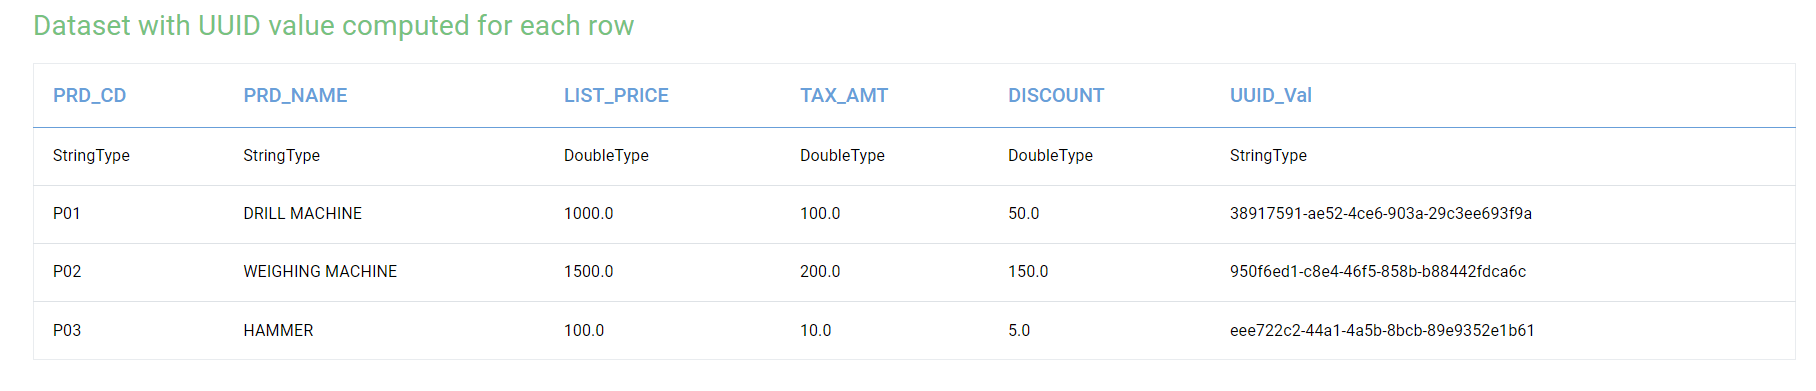 Dataset with UUID value computed for each row
PRD_CD PRD_NAME LIST_PRICE TAX_AMT DISCOUNT UUID_Val
StringType StringType DoubleType DoubleType DoubleType StringType
P01 DRILL MACHINE 1000.0 100.0 50.0 38917591-ae52-4ce6-903a-29c3ee693f9a
P02 WEIGHING MACHINE 1500.0 200.0 150.0 950f6ed1-c8e4-46f5-858b-b88442fdca6c
P03 HAMMER 100.0 10.0 5.0 eee722c2-44a1-4a5b-8bcb-89e9352e1b61